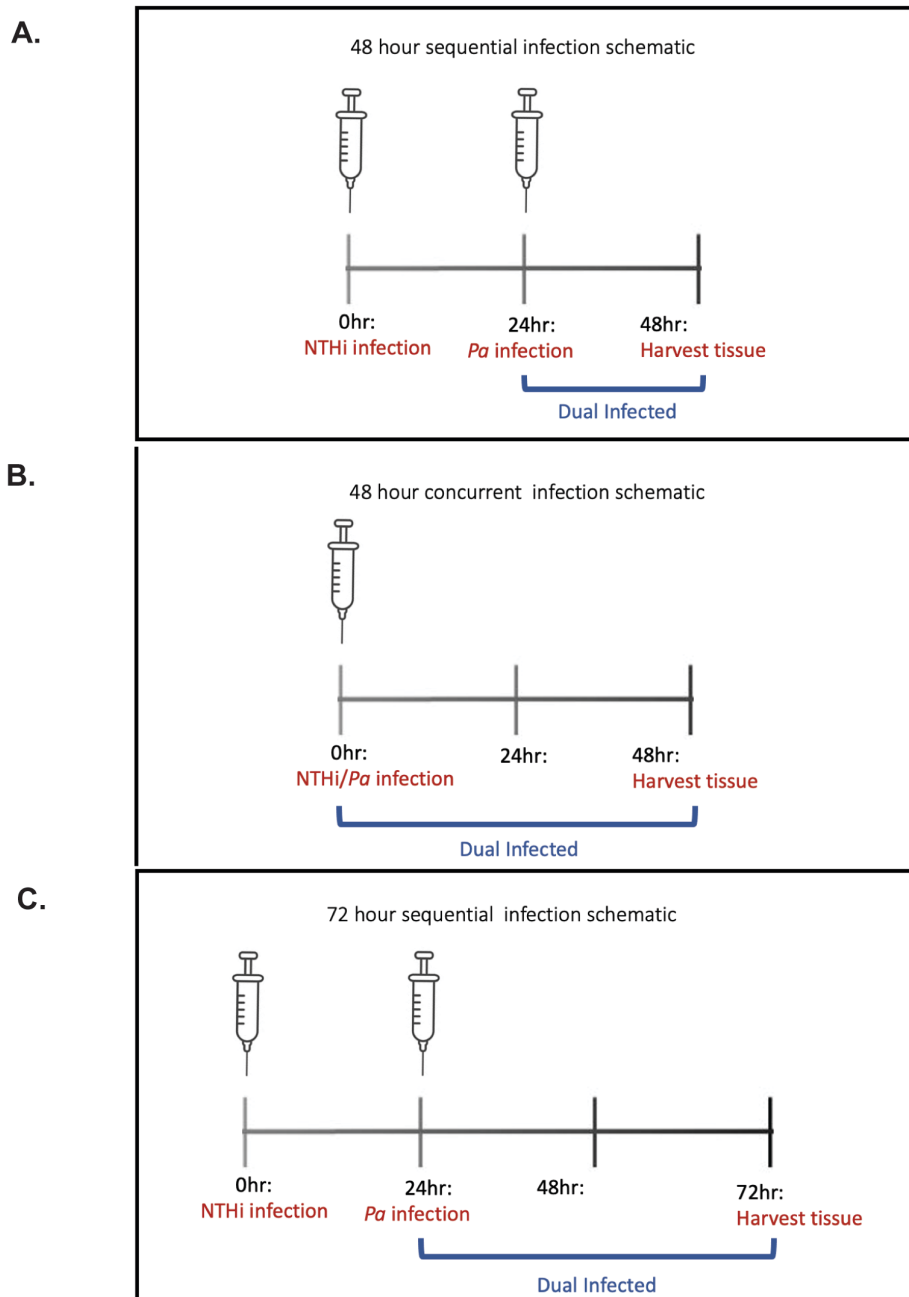 A.
48 hour sequential infection schematic
0hr:
NTHi infection
24hr:
Pa infection
48hr:
Harvest tissue
Dual Infected
B.
48 hour concurrent infection schematic
0hr:
NTHi/Pa infection
24hr:
48hr:
Harvest tissue
Dual Infected
C.
72 hour sequential infection schematic
0hr:
NTHi infection
24hr:
Pa infection
48hr:
72hr:
Harvest tissue
Dual Infected